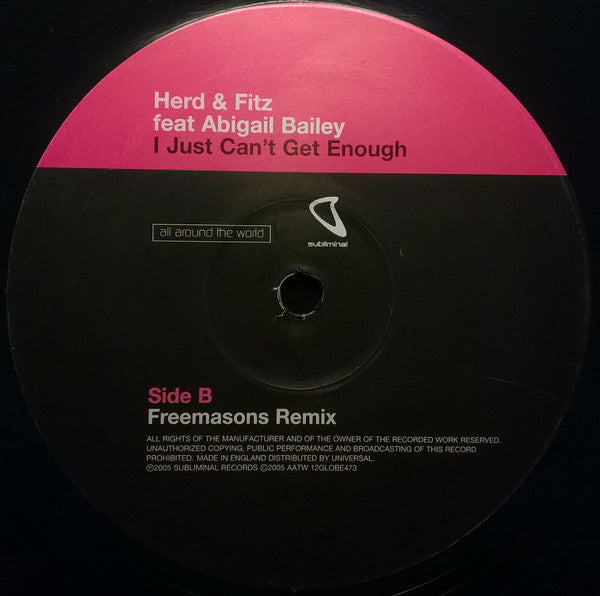 Herd & Fitz
feat Abigail Bailey
I Just Can't Get Enough
all around the world
subliminal
Side B
Freemasons Remix
ALL RIGHTS OF THE MANUFACTURER AND OF THE OWNER OF THE RECORDED WORK RESERVED.
UNAUTHORIZED COPYING, PUBLIC PERFORMANCE AND BROADCASTING OF THIS RECORD
PROHIBITED. MADE IN ENGLAND DISTRIBUTED BY UNIVERSAL.
℗2005 SUBLIMINAL RECORDS ©2005 AATW 12GLOBE473